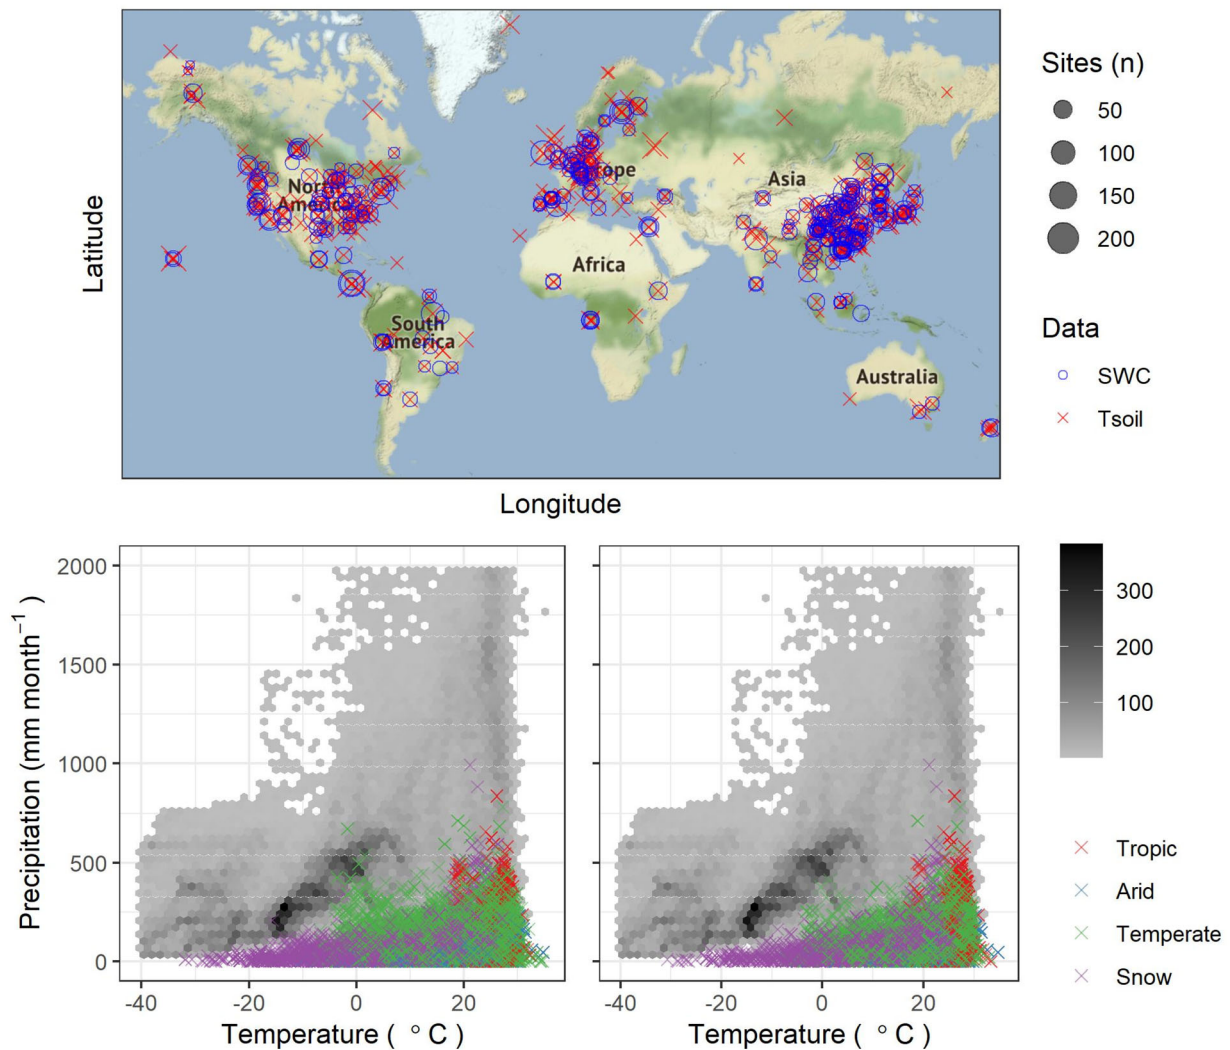 Sites (n)
50
100
150
200
Data
SWC
Tsoil
Latitude
North
America
Europe
Asia
Africa
South
America
Australia
Longitude
Precipitation (mm month⁻¹ )
2000
1500
1000
500
0
-40
-20
0
20
Temperature ( ° C )
-40
-20
0
20
Temperature ( ° C )
300
200
100
Tropic
Arid
Temperate
Snow